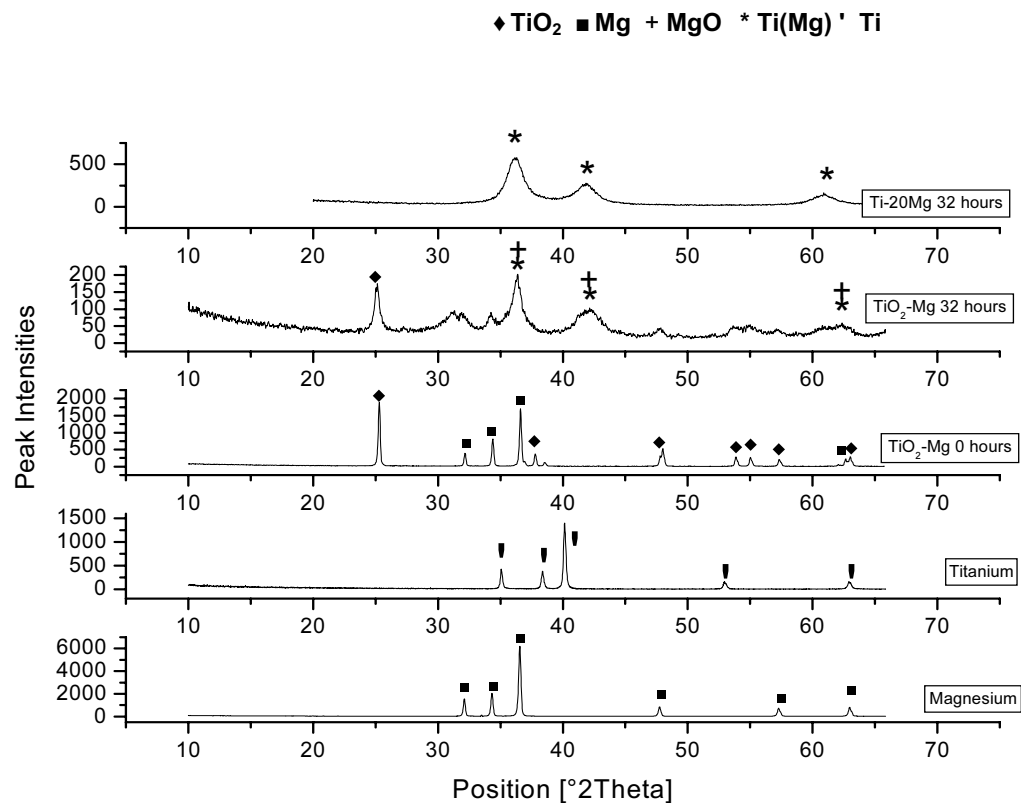 ◆ TiO₂ ■ Mg + MgO * Ti(Mg) ' Ti
500
0
Ti-20Mg 32 hours
10 20 30 40 50 60 70
200
150
100
50
0
TiO₂-Mg 32 hours
10 20 30 40 50 60 70
2000
1500
1000
500
0
TiO₂-Mg 0 hours
10 20 30 40 50 60 70
1500
1000
500
0
Titanium
10 20 30 40 50 60 70
6000
4000
2000
0
Magnesium
10 20 30 40 50 60 70
Peak Intensities
Position [°2Theta]